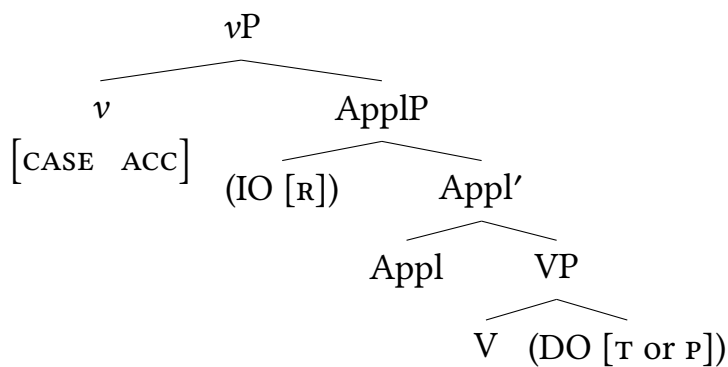 vP
v ApplP
[CASE ACC] (IO [R]) Appl′
Appl VP
V (DO [T or P])